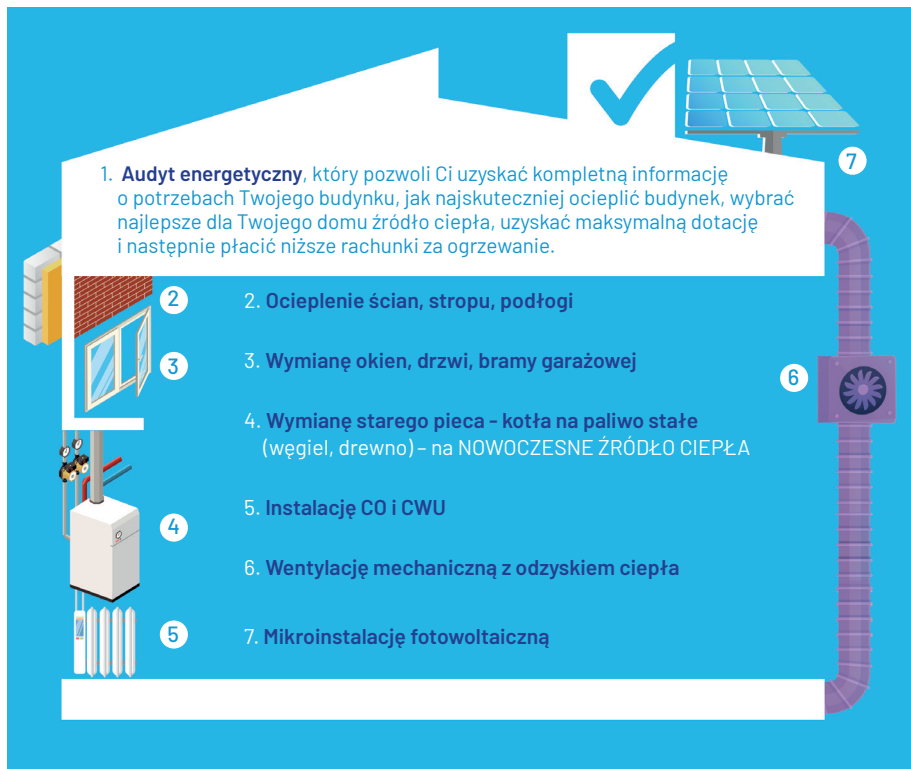 1. Audyt energetyczny, który pozwoli Ci uzyskać kompletną informację
o potrzebach Twojego budynku, jak najskuteczniej ocieplić budynek, wybrać
najlepsze dla Twojego domu źródło ciepła, uzyskać maksymalną dotację
i następnie płacić niższe rachunki za ogrzewanie.
7
2
2. Ocieplenie ścian, stropu, podłogi
3
3. Wymianę okien, drzwi, bramy garażowej
6
4. Wymianę starego pieca - kotła na paliwo stałe
(węgiel, drewno) – na NOWOCZESNE ŹRÓDŁO CIEPŁA
4
5. Instalację CO i CWU
6. Wentylację mechaniczną z odzyskiem ciepła
5
7. Mikroinstalację fotowoltaiczną